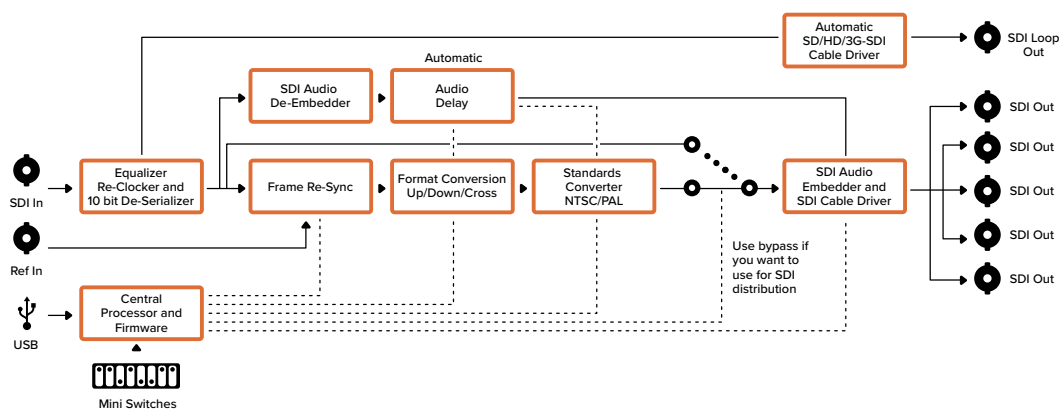 Automatic
SD/HD/3G-SDI
Cable Driver
SDI Loop
Out
Automatic
SDI Audio
De-Embedder
Audio
Delay
SDI Out
SDI Out
SDI In
Equalizer
Re-Clocker and
10 bit De-Serializer
Frame Re-Sync
Format Conversion
Up/Down/Cross
Standards
Converter
NTSC/PAL
SDI Audio
Embedder and
SDI Cable Driver
SDI Out
SDI Out
SDI Out
Ref In
Use bypass if
you want to
use for SDI
distribution
USB
Central
Processor and
Firmware
Mini Switches